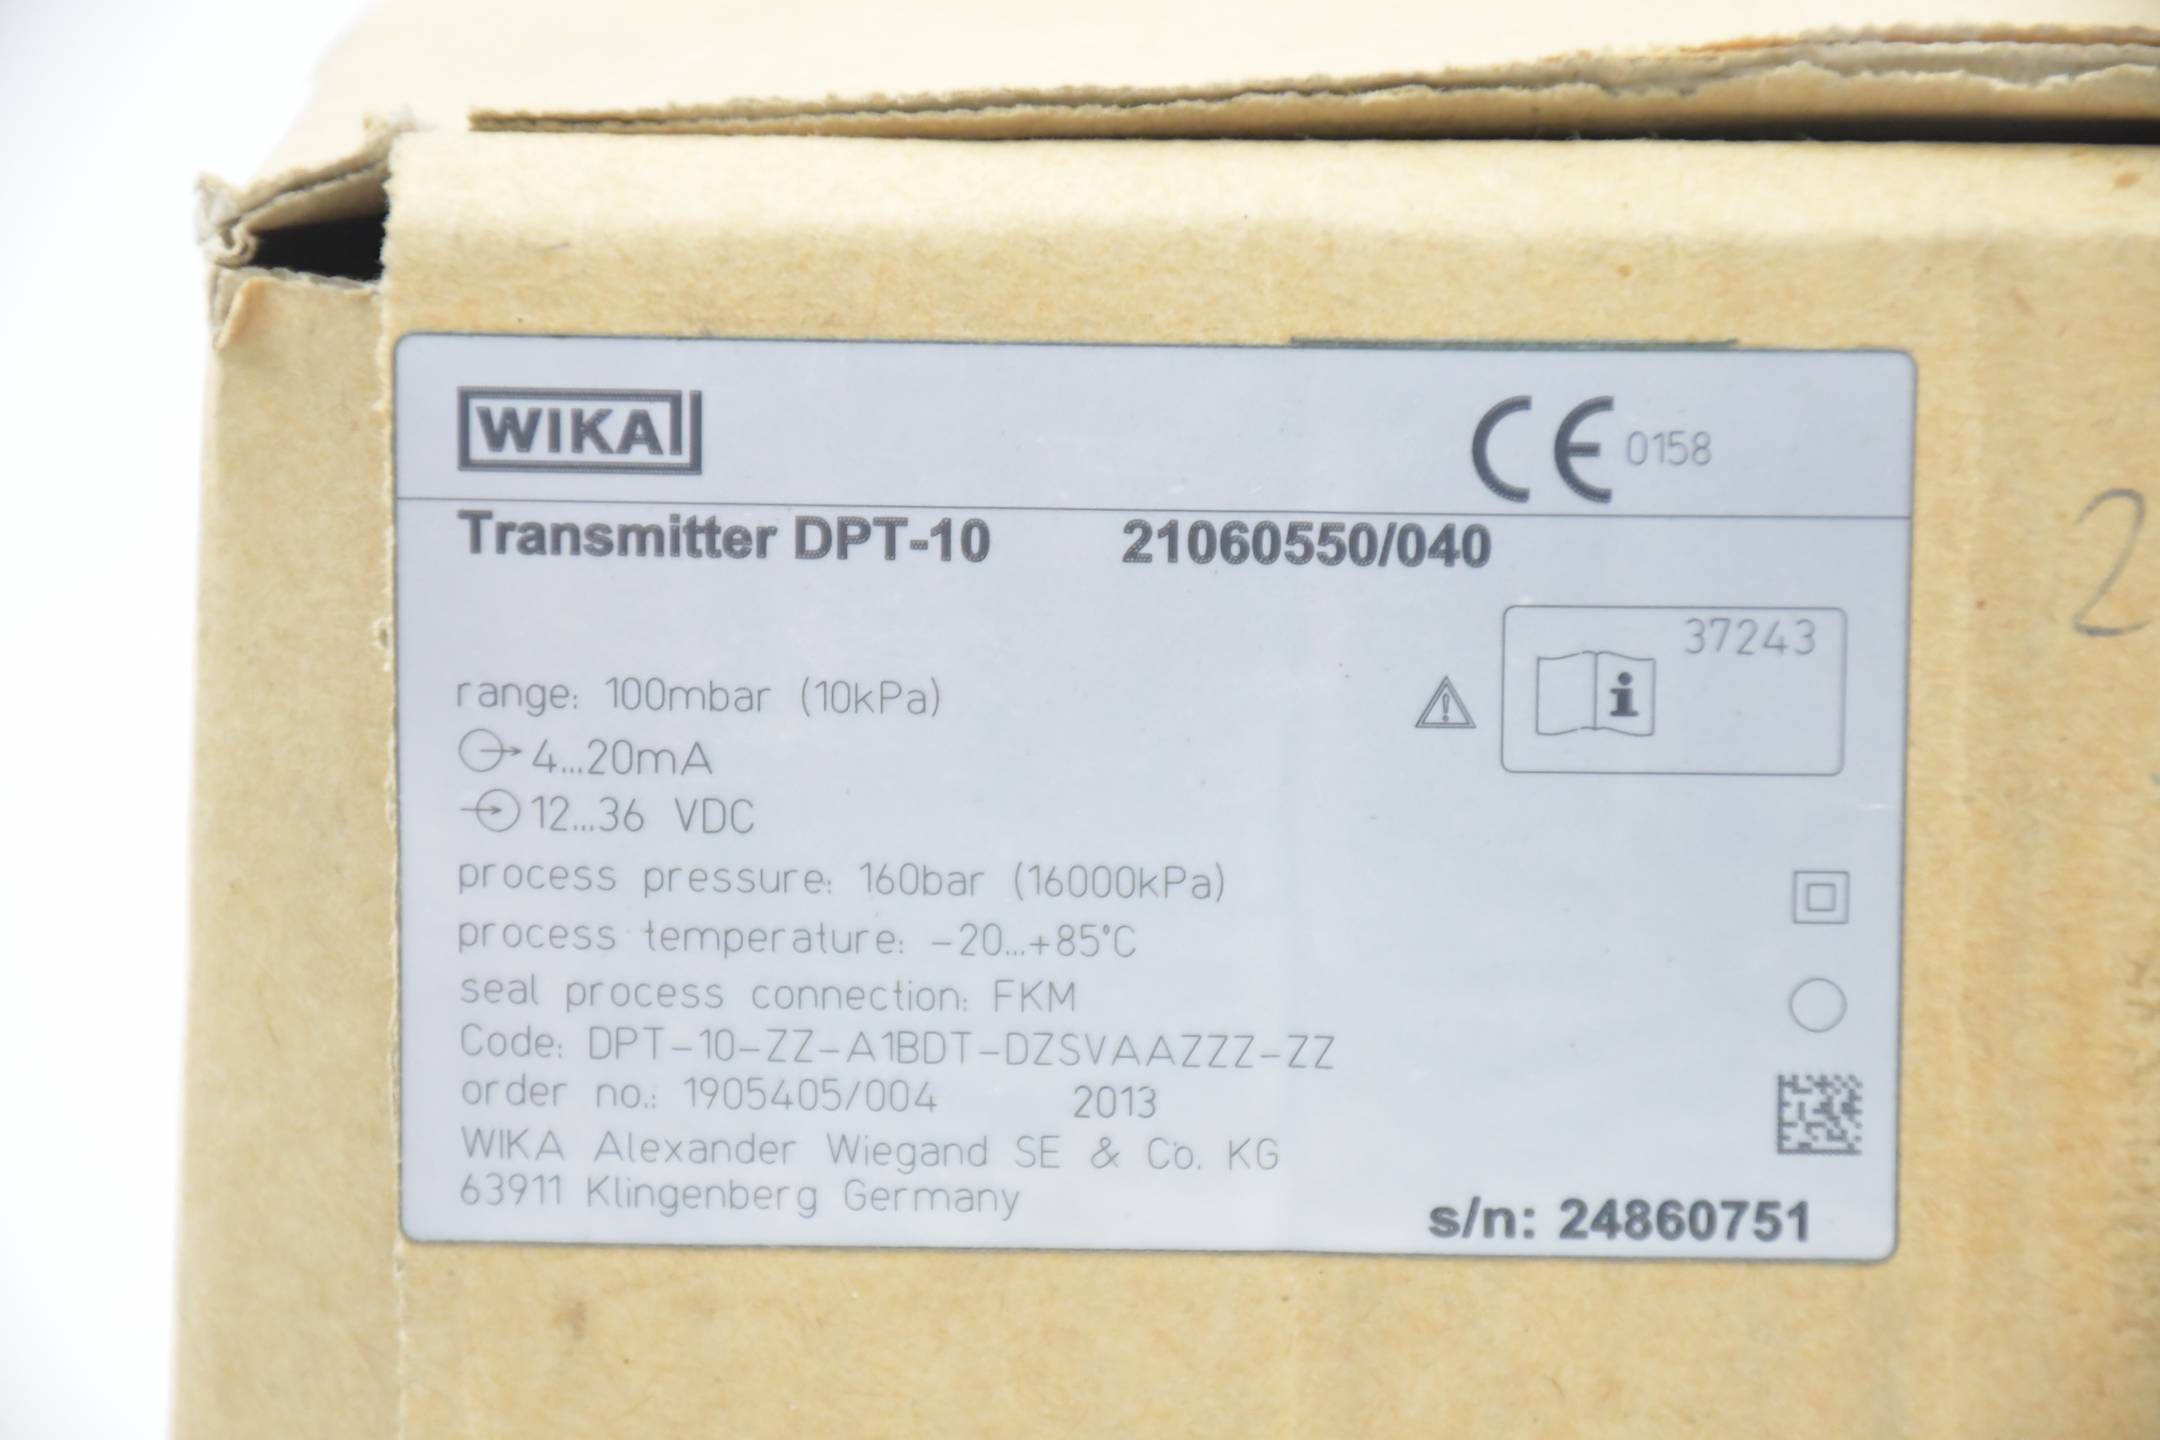 WIKA
CE 0158
Transmitter DPT-10 21060550/040
37243
i
range: 100mbar (10kPa)
4...20mA
12...36 VDC
process pressure: 160bar (16000kPa)
process temperature: -20...+85°C
seal process connection: FKM
Code: DPT-10-ZZ-A1BDT-DZSVAAZZZ-ZZ
order no.: 1905405/004 2013
WIKA Alexander Wiegand SE & Co. KG
63911 Klingenberg Germany
s/n: 24860751
2